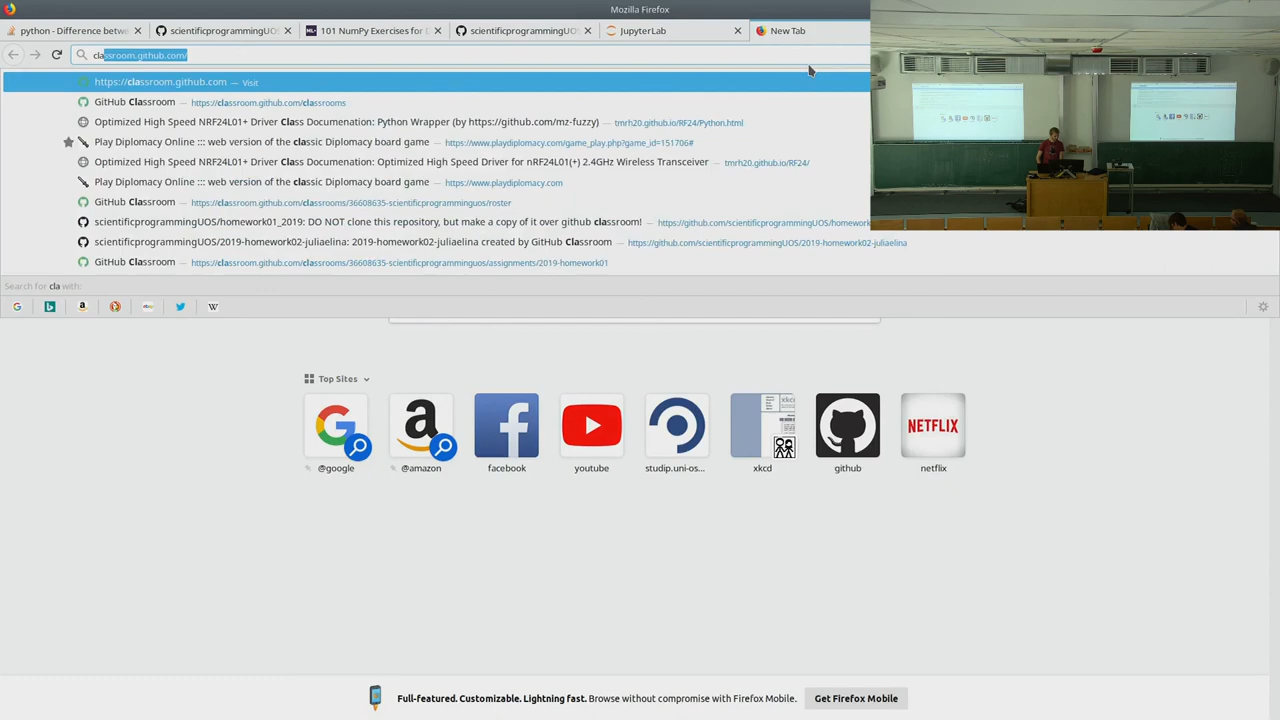 Mozilla Firefox
python - Difference betw
scientificprogrammingUO
101 NumPy Exercises for D
scientificprogrammingUO
JupyterLab
New Tab
classroom.github.com/
https://classroom.github.com — Visit
GitHub Classroom — https://classroom.github.com/classrooms
Optimized High Speed NRF24L01+ Driver Class Documenation: Python Wrapper (by https://github.com/mz-fuzzy) — tmrh20.github.io/RF24/Python.html
Play Diplomacy Online ::: web version of the classic Diplomacy board game — https://www.playdiplomacy.com/game_play.php?game_id=151706#
Optimized High Speed NRF24L01+ Driver Class Documenation: Optimized High Speed Driver for nRF24L01(+) 2.4GHz Wireless Transceiver — tmrh20.github.io/RF24/
Play Diplomacy Online ::: web version of the classic Diplomacy board game — https://www.playdiplomacy.com
GitHub Classroom — https://classroom.github.com/classrooms/36608635-scientificprogramminguos/roster
scientificprogrammingUOS/homework01_2019: DO NOT clone this repository, but make a copy of it over github classroom! — https://github.com/scientificprogrammingUOS/homework
scientificprogrammingUOS/2019-homework02-juliaelina: 2019-homework02-juliaelina created by GitHub Classroom — https://github.com/scientificprogrammingUOS/2019-homework02-juliaelina
GitHub Classroom — https://classroom.github.com/classrooms/36608635-scientificprogramminguos/assignments/2019-homework01
Search for cla with:
Top Sites
@google
@amazon
facebook
youtube
studip.uni-os...
xkcd
github
netflix
NETFLIX
Full-featured. Customizable. Lightning fast. Browse without compromise with Firefox Mobile.
Get Firefox Mobile